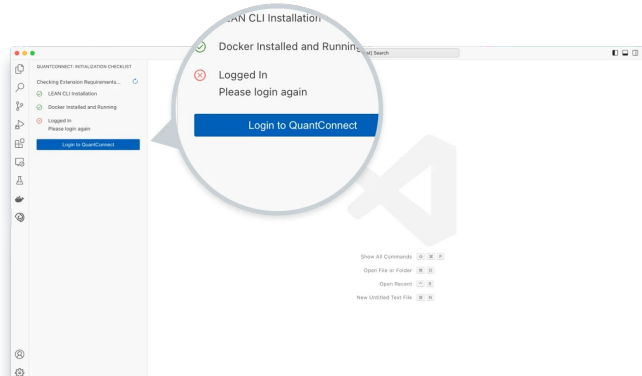 QUANTCONNECT: INITIALIZATION CHECKLIST
Checking Extension Requirements...
LEAN CLI Installation
Docker Installed and Running
Logged In
Please login again
Login to QuantConnect
LEAN CLI Installation
Docker Installed and Running
Logged In
Please login again
Login to QuantConnect
Search
Show All Commands ⇧ ⌘ P
Open File or Folder ⌘ O
Open Recent ⌃ R
New Untitled Text File ⌘ N